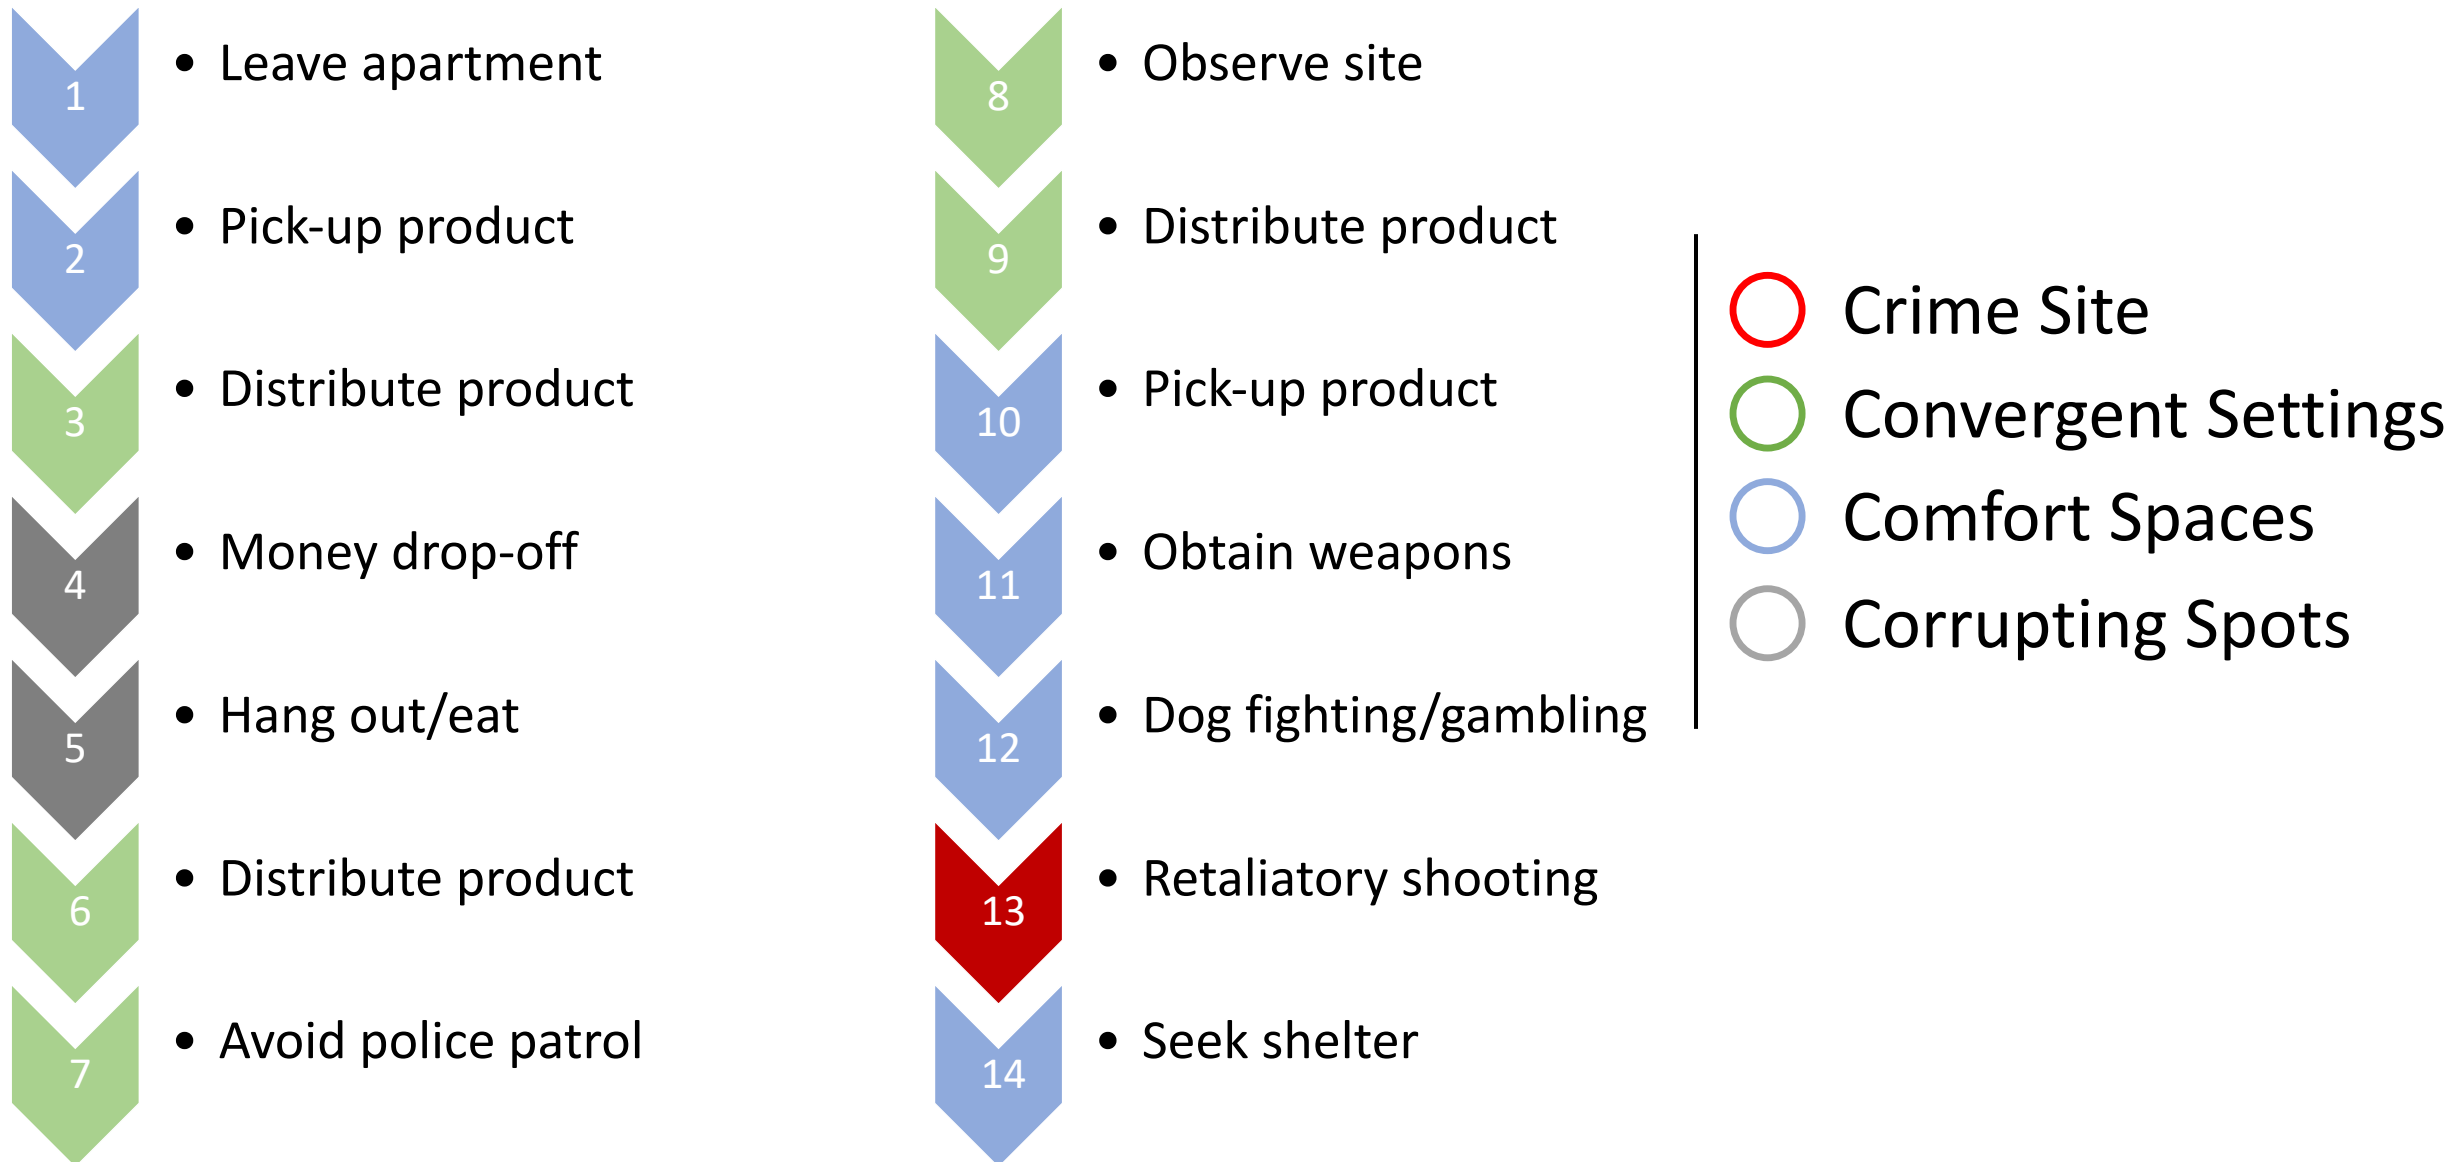 1
• Leave apartment
2
• Pick-up product
3
• Distribute product
4
• Money drop-off
5
• Hang out/eat
6
• Distribute product
7
• Avoid police patrol
8
• Observe site
9
• Distribute product
10
• Pick-up product
11
• Obtain weapons
12
• Dog fighting/gambling
13
• Retaliatory shooting
14
• Seek shelter
Crime Site
Convergent Settings
Comfort Spaces
Corrupting Spots